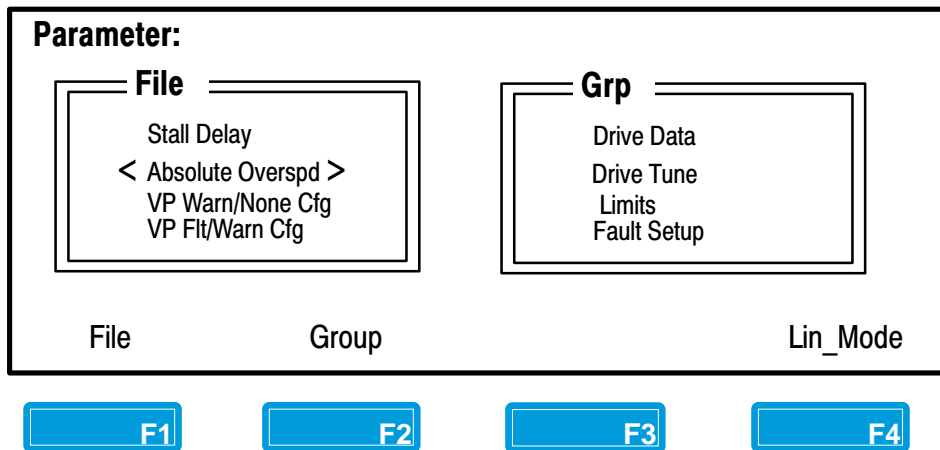 Parameter:
File
Stall Delay
< Absolute Overspd >
VP Warn/None Cfg
VP Flt/Warn Cfg
Grp
Drive Data
Drive Tune
Limits
Fault Setup
File Group Lin_Mode
F1 F2 F3 F4